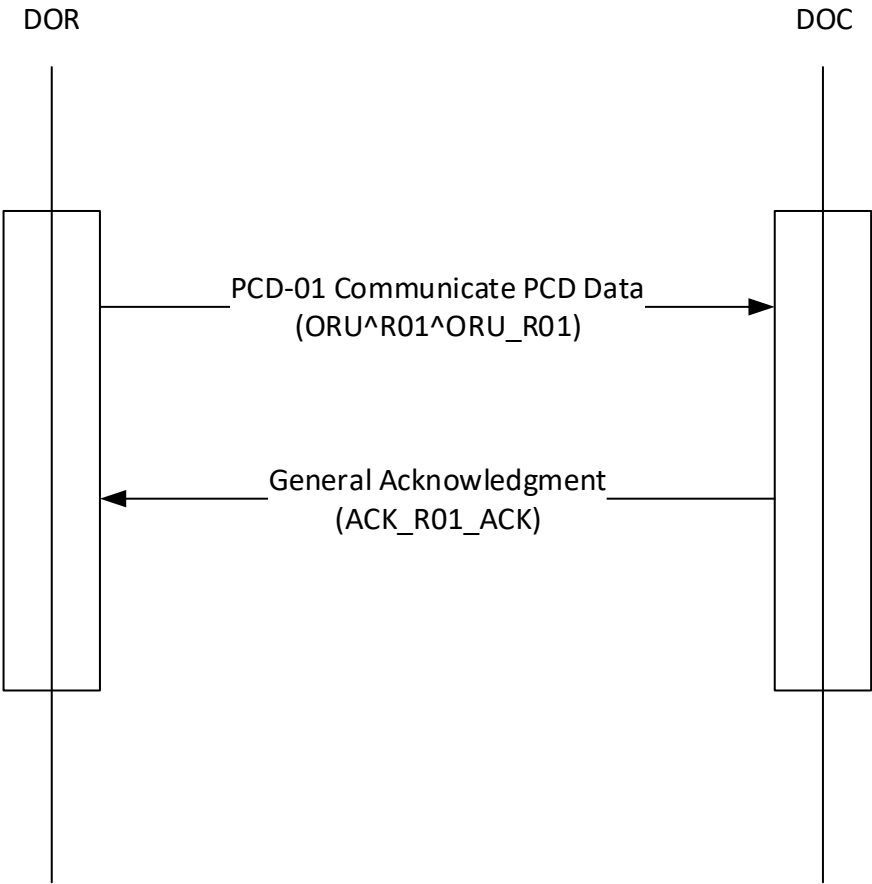 DOR
DOC
PCD-01 Communicate PCD Data
(ORU^R01^ORU_R01)
General Acknowledgment
(ACK_R01_ACK)